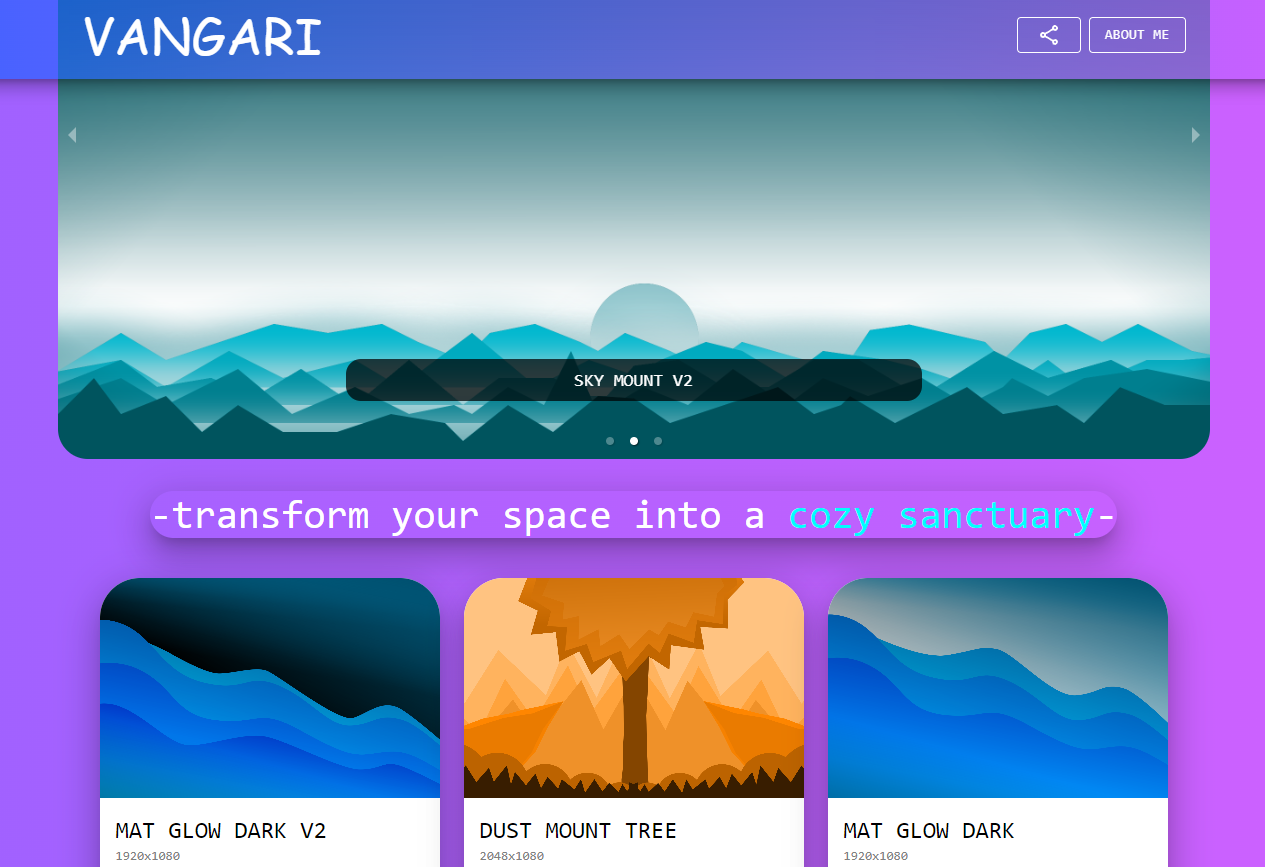 VANGARI
ABOUT ME
SKY MOUNT V2
-transform your space into a cozy sanctuary-
MAT GLOW DARK V2
1920x1080
DUST MOUNT TREE
2048x1080
MAT GLOW DARK
1920x1080